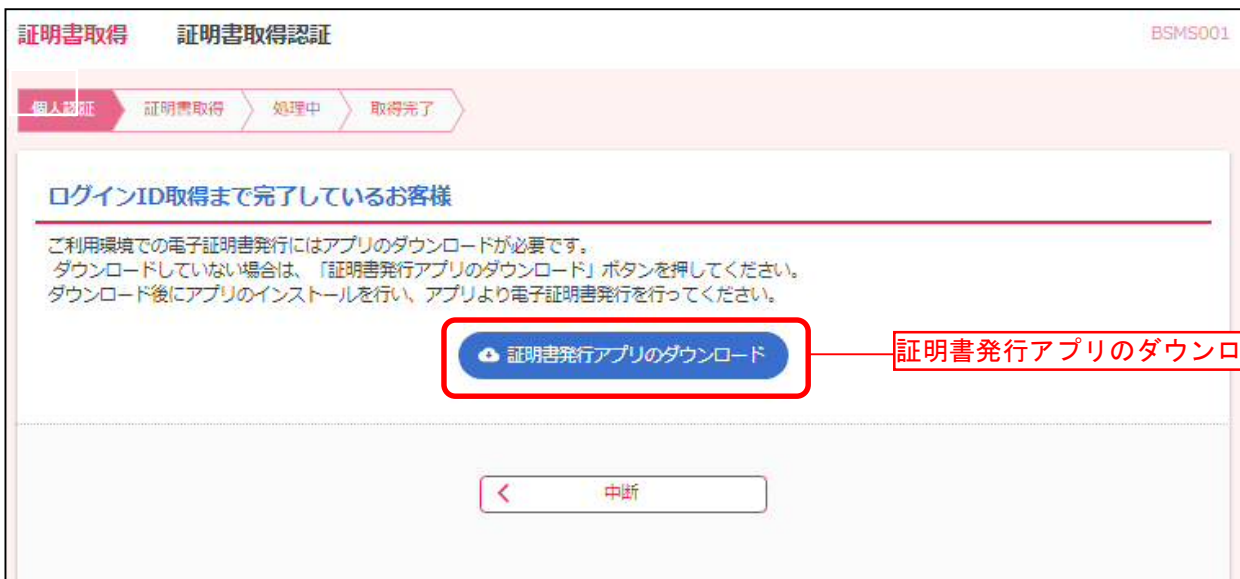 証明書取得 証明書取得認証 BSMS001
個人認証 証明書取得 処理中 取得完了
ログインID取得まで完了しているお客様
ご利用環境での電子証明書発行にはアプリのダウンロードが必要です。
ダウンロードしていない場合は、「証明書発行アプリのダウンロード」ボタンを押してください。
ダウンロード後にアプリのインストールを行い、アプリより電子証明書発行を行ってください。
証明書発行アプリのダウンロード 証明書発行アプリのダウンロ
中断